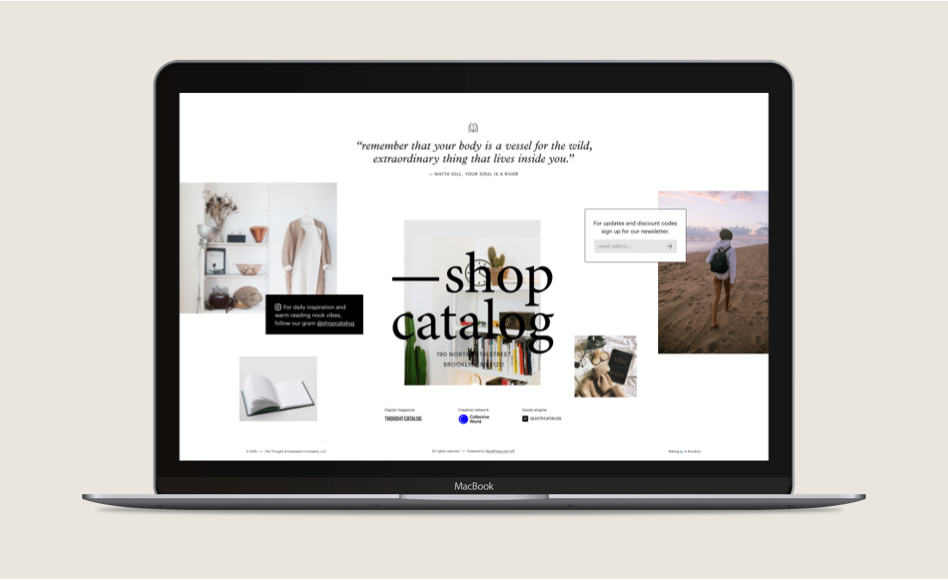 “remember that your body is a vessel for the wild,
extraordinary thing that lives inside you.”
— NIKITA GILL, YOUR SOUL IS A RIVER
For updates and discount codes
sign up for our newsletter.
email address...
—shop
catalog
For daily inspiration and
warm reading nook vibes,
follow our gram @shopcatalog
190 NORTH STREET,
BROOKLYN, 11211
Digital magazine
THOUGHT CATALOG
Creative network
Collective
World
Quote engine
QUOTECATALOG
© 2018 — The Thought & Expression Company, LLC
All rights reserved — Powered by WordPress.com VIP
in Brooklyn
MacBook